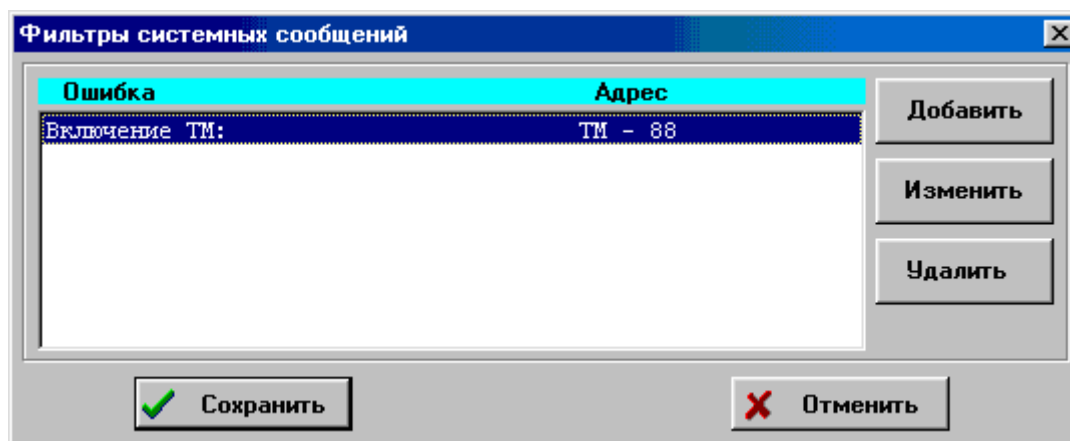 Фильтры системных сообщений
Ошибка Адрес
Включение ТМ: ТМ - 88
Добавить
Изменить
Удалить
Сохранить Отменить